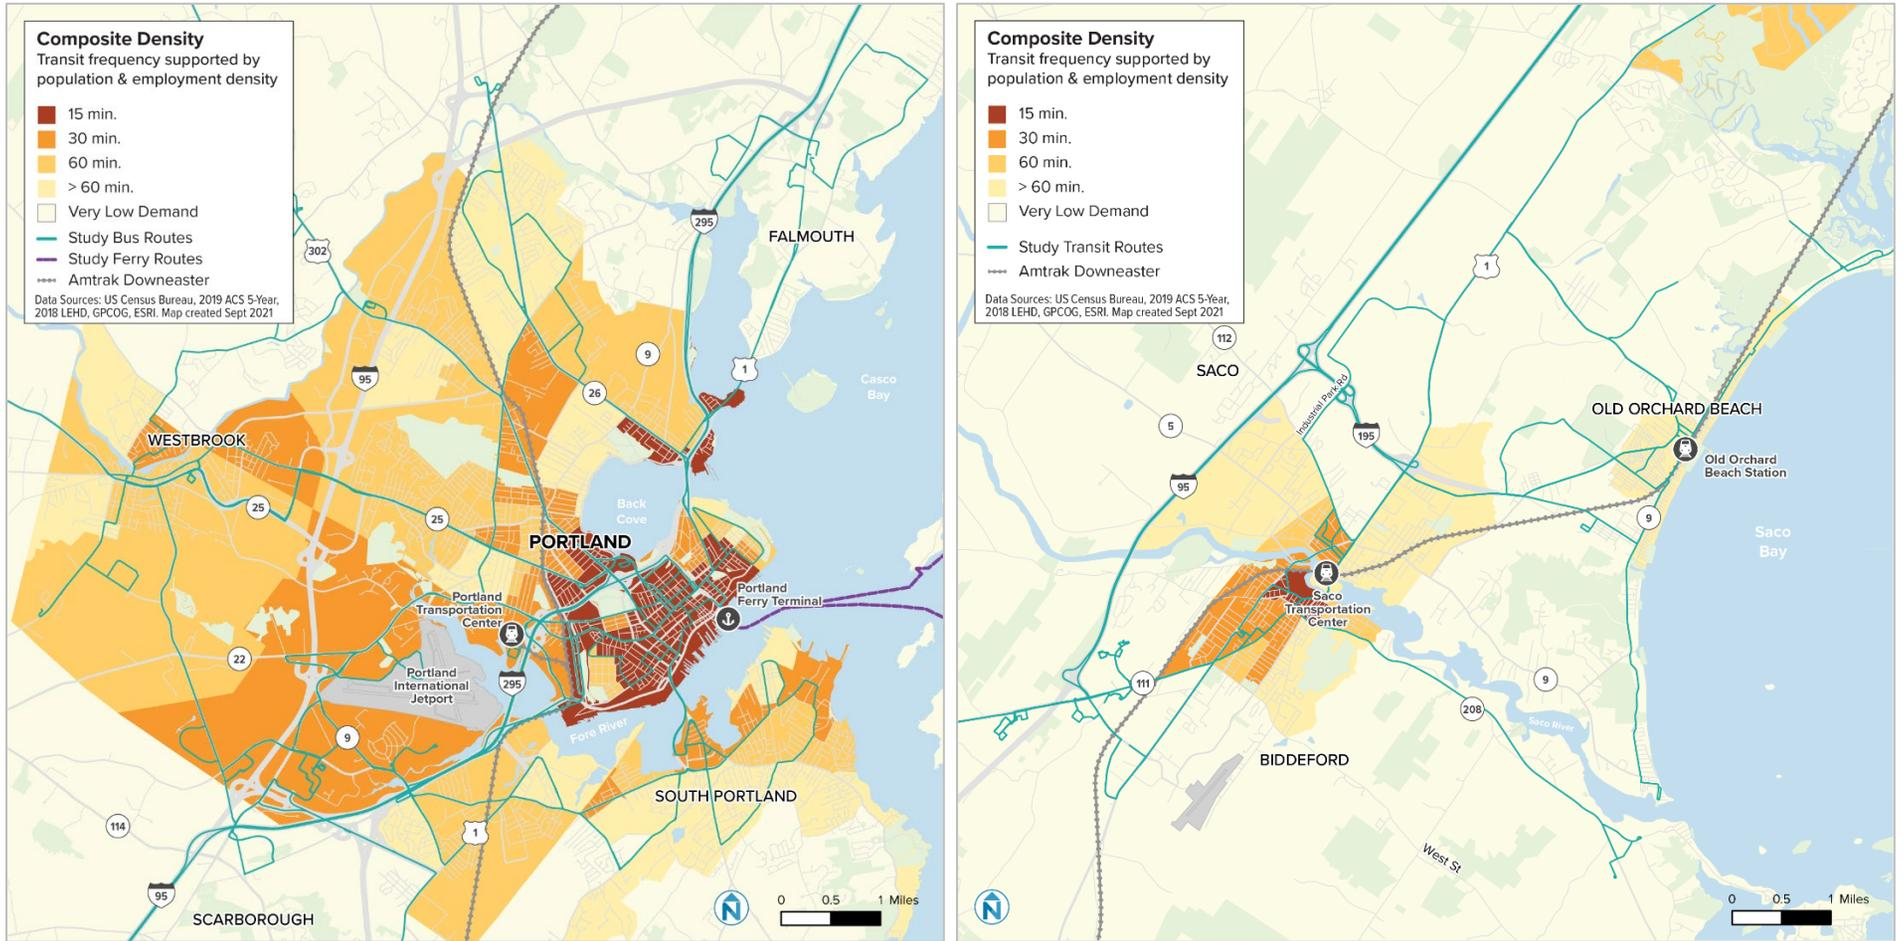 Composite Density
Transit frequency supported by
population & employment density
15 min.
30 min.
60 min.
> 60 min.
Very Low Demand
Study Bus Routes
Study Ferry Routes
Amtrak Downeaster
Data Sources: US Census Bureau, 2019 ACS 5-Year,
2018 LEHD, GPCOG, ESRI. Map created Sept 2021
302
295
FALMOUTH
9
1
95
26
Casco
Bay
WESTBROOK
25
25
Back
Cove
PORTLAND
Portland
Ferry Terminal
Portland
Transportation
Center
22
Portland
International
Jetport
295
9
Fore River
SOUTH PORTLAND
114
1
95
SCARBOROUGH
N
0 0.5 1 Miles
Composite Density
Transit frequency supported by
population & employment density
15 min.
30 min.
60 min.
> 60 min.
Very Low Demand
Study Transit Routes
Amtrak Downeaster
Data Sources: US Census Bureau, 2019 ACS 5-Year,
2018 LEHD, GPCOG, ESRI. Map created Sept 2021
1
112
SACO
Industrial Park Rd
OLD ORCHARD BEACH
5
195
Old Orchard
Beach Station
95
9
Saco
Bay
Saco
Transportation
Center
111
9
208
Saco River
BIDDEFORD
West St
N
0 0.5 1 Miles